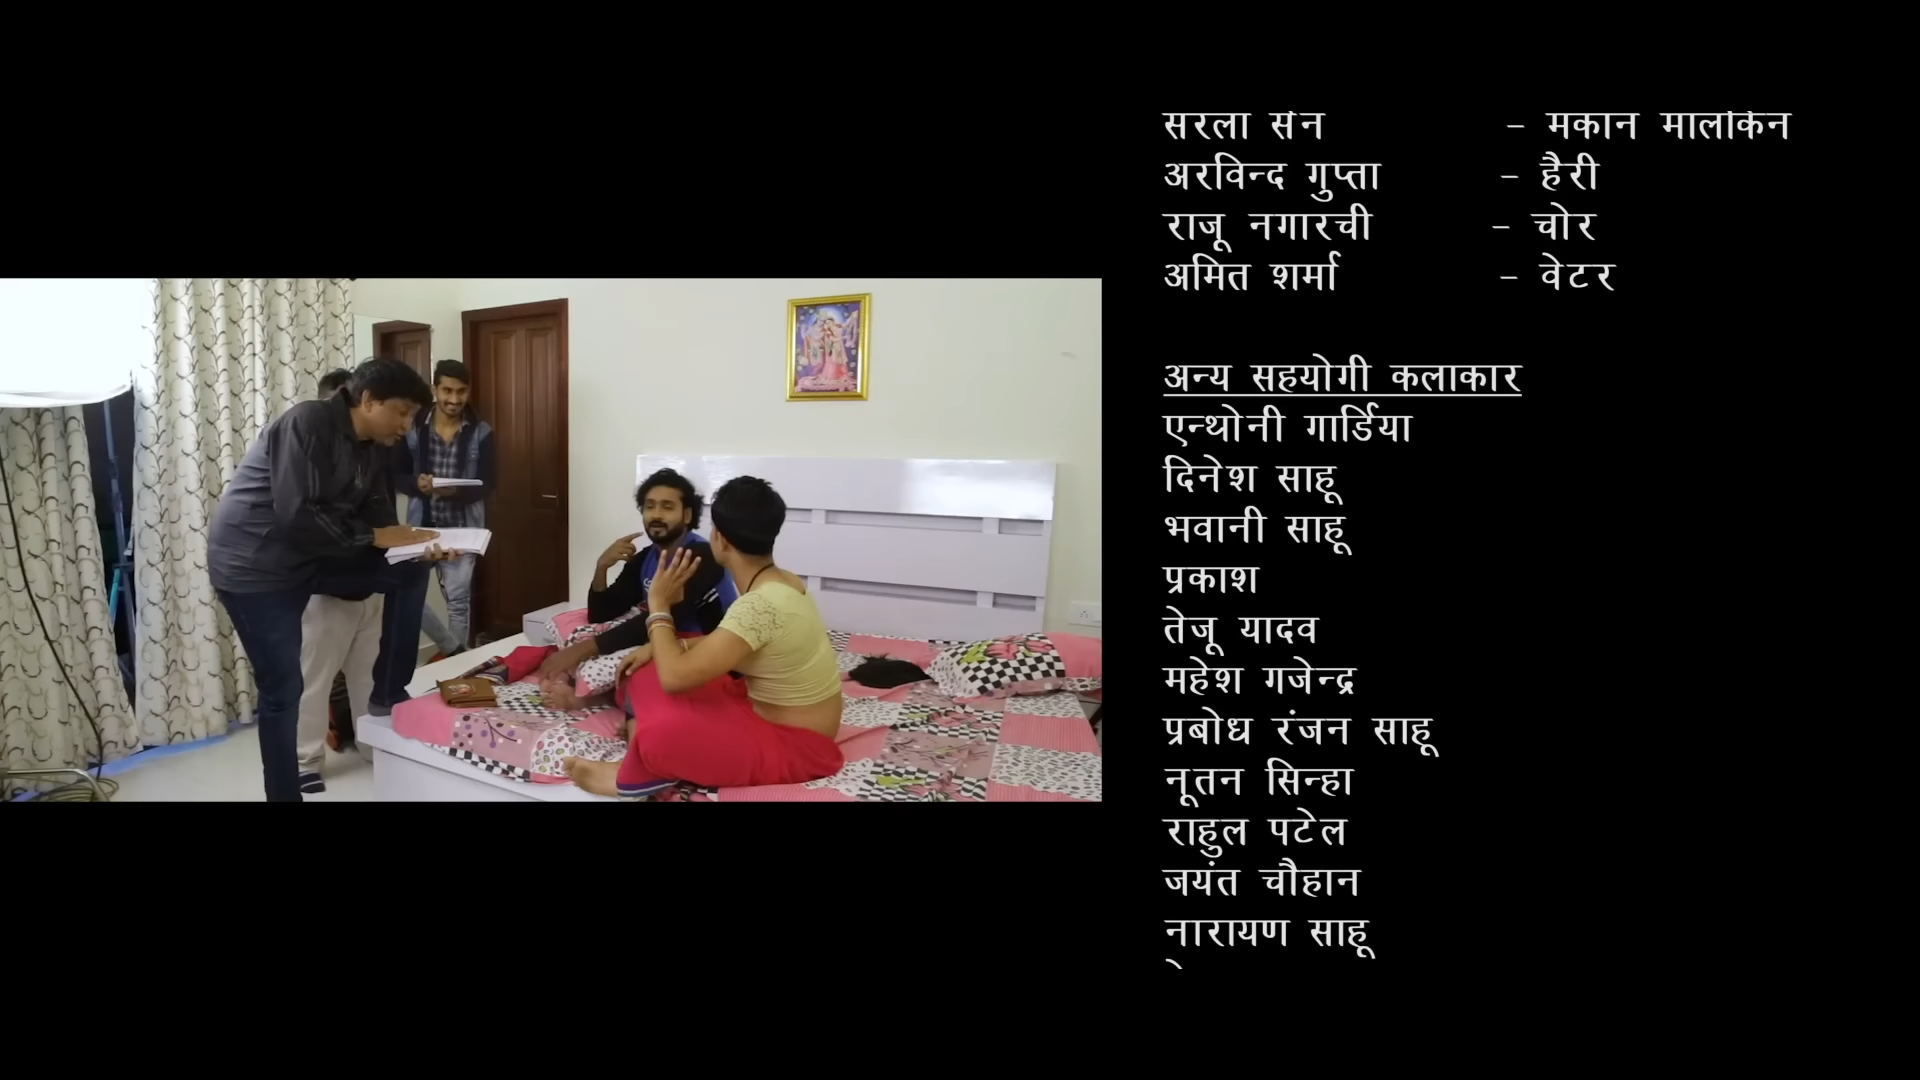 सरला सेन - मकान मालकिन
अरविन्द गुप्ता - हैरी
राजू नगारची - चोर
अमित शर्मा - वेटर
अन्य सहयोगी कलाकार
एन्थोनी गार्डिया
दिनेश साहू
भवानी साहू
प्रकाश
तेजू यादव
महेश गजेन्द्र
प्रबोध रंजन साहू
नूतन सिन्हा
राहुल पटेल
जयंत चौहान
नारायण साहू